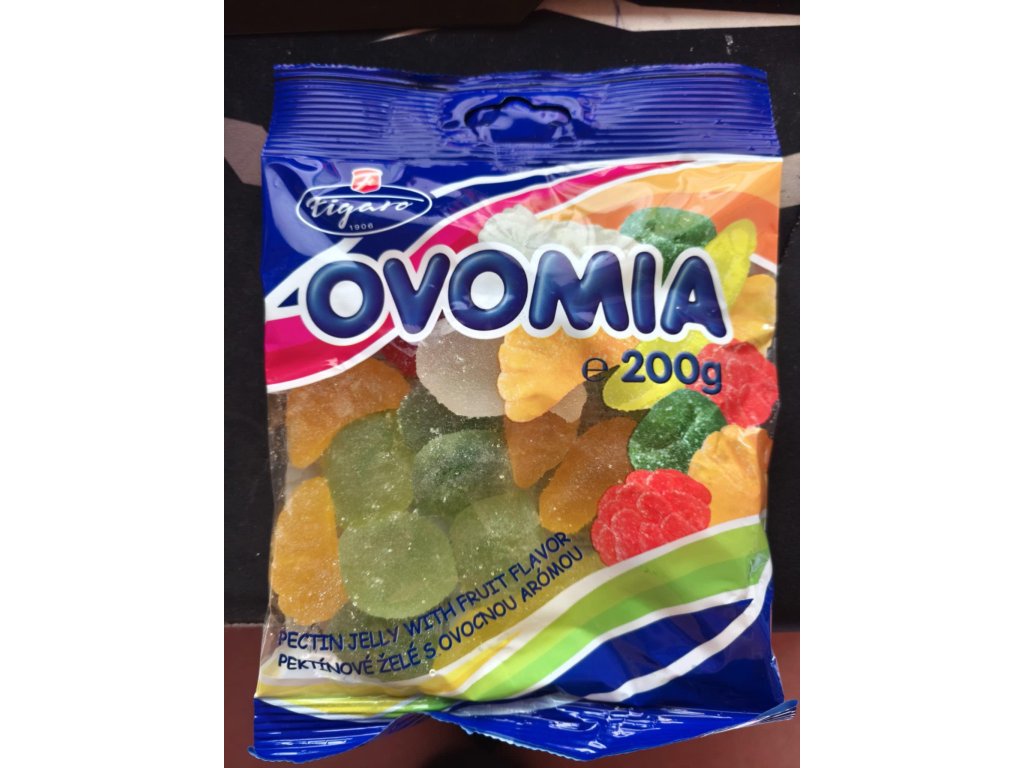 Figaro
1906
OVOMIA
℮ 200g
PECTIN JELLY WITH FRUIT FLAVOR
PEKTÍNOVÉ ŽELÉ S OVOCNOU ARÓMOU